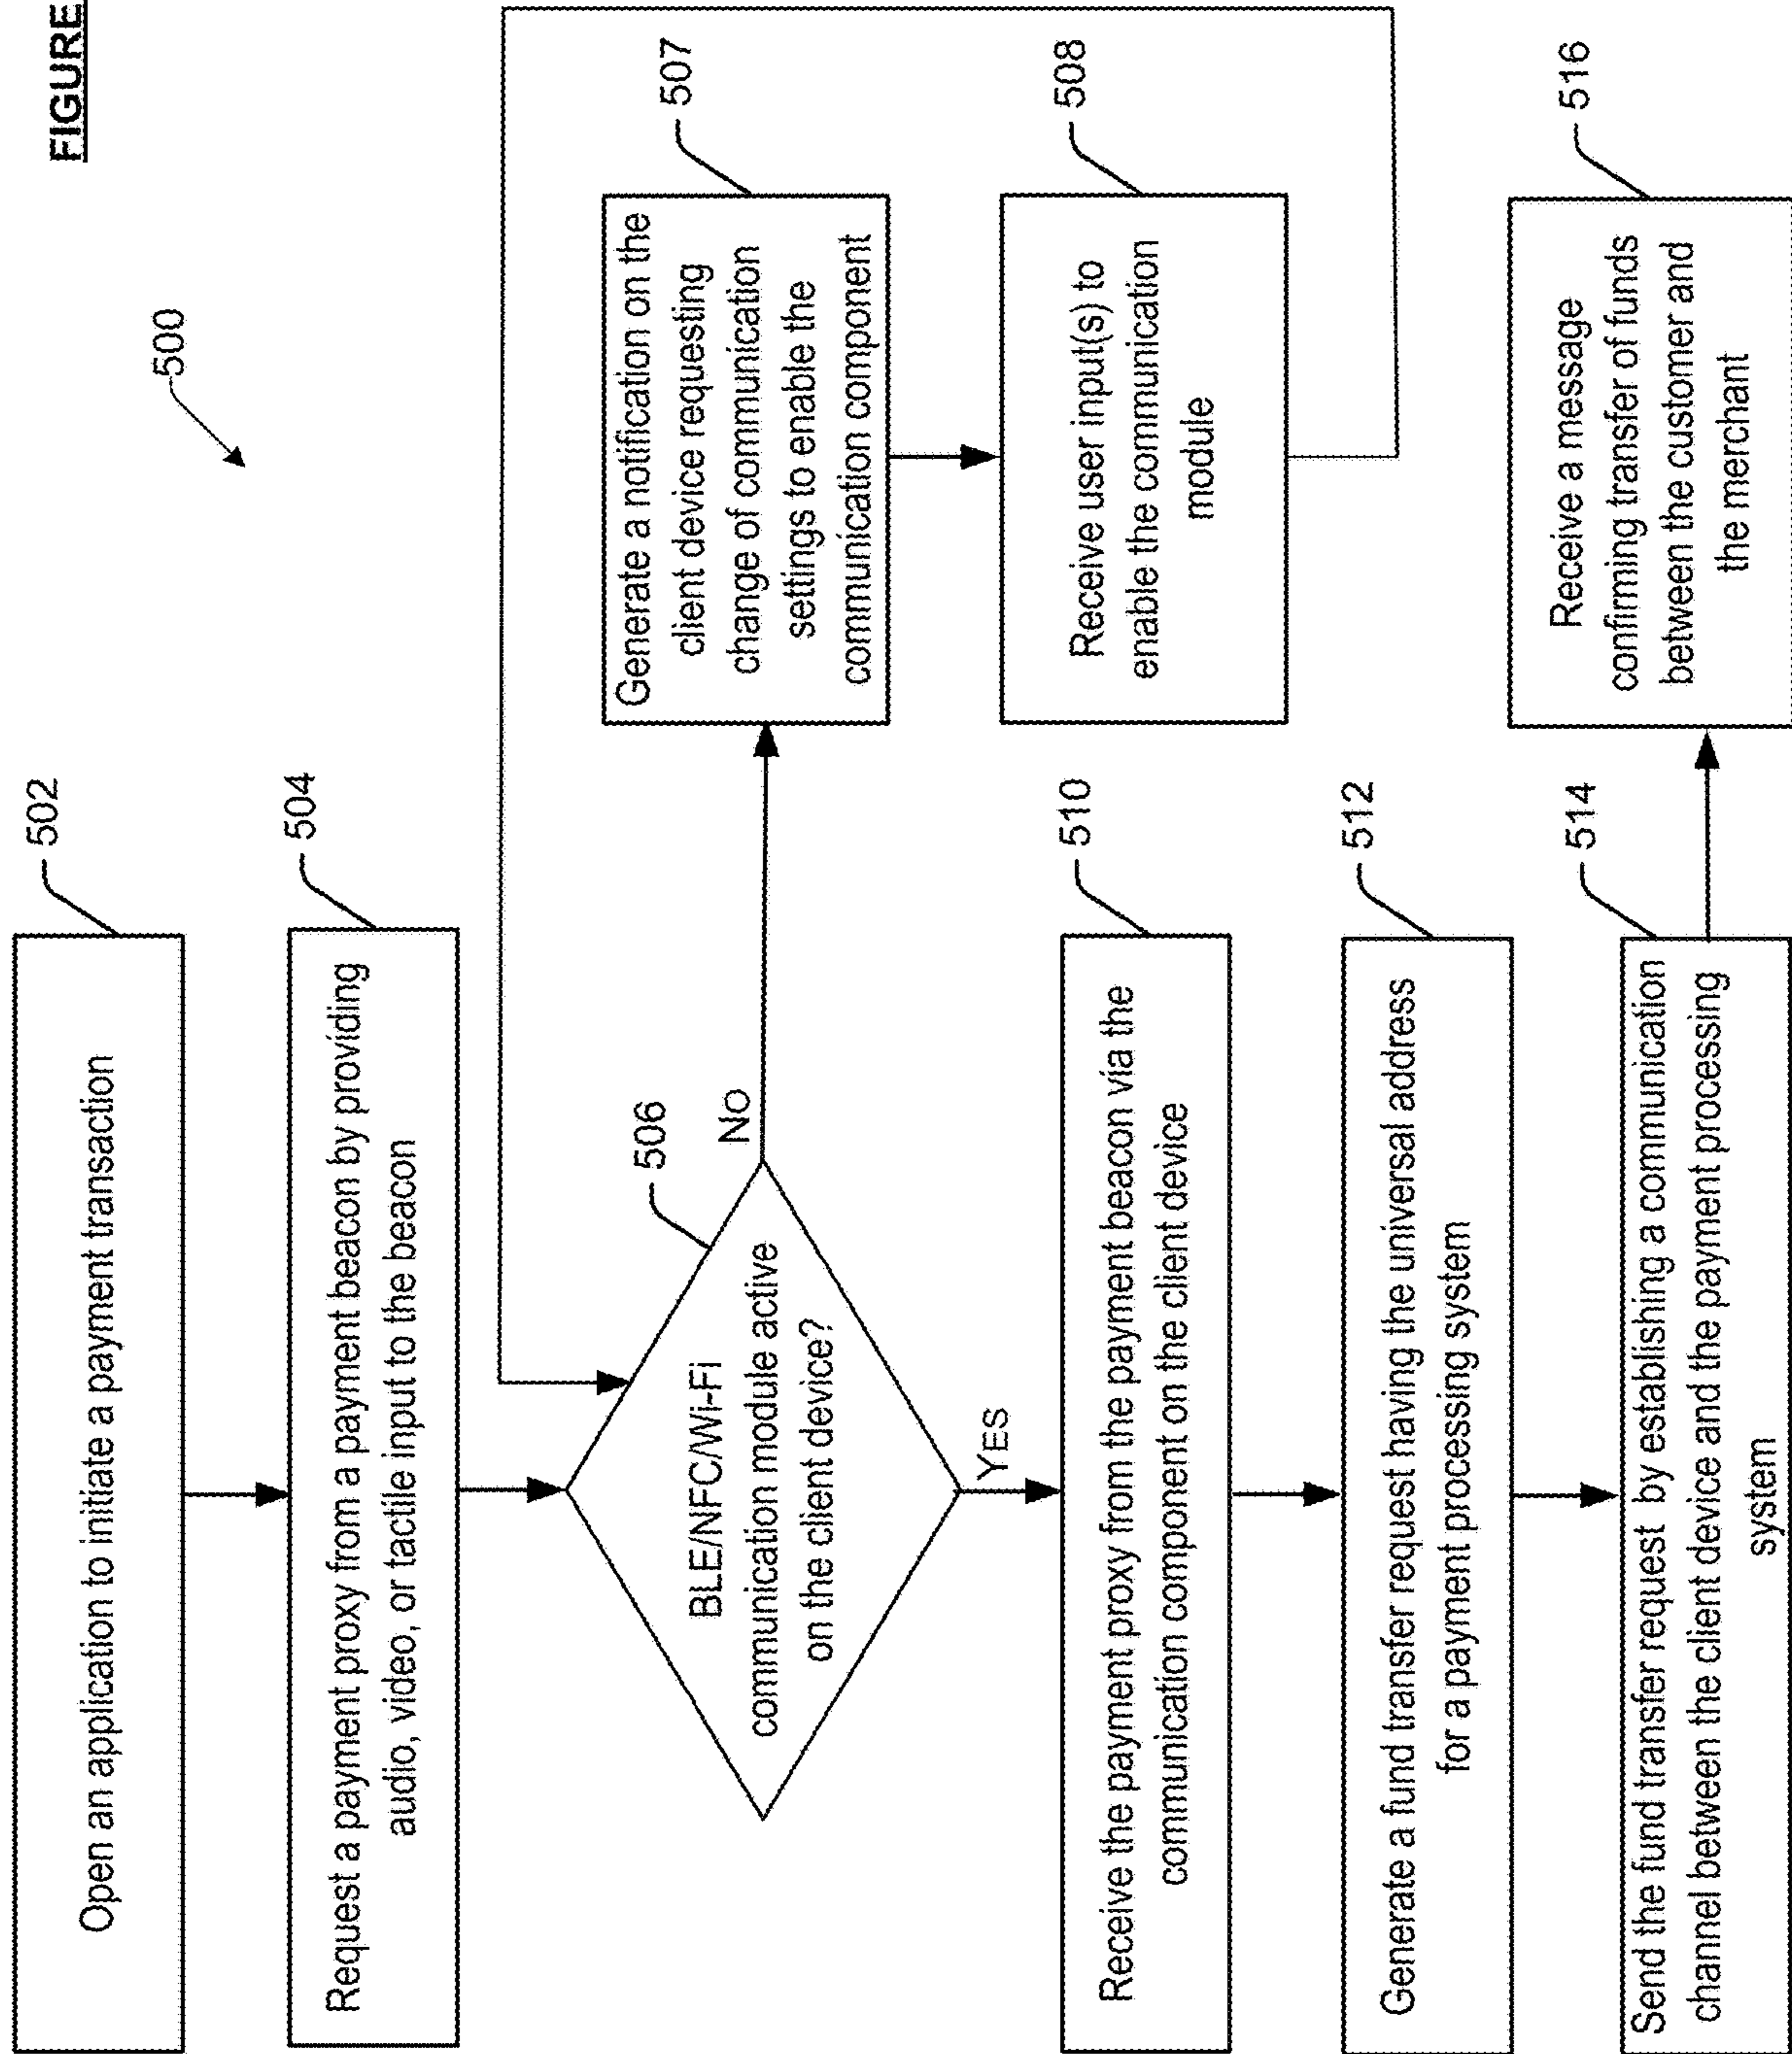 FIGURE
500
502
Open an application to initiate a payment transaction
504
Request a payment proxy from a payment beacon by providing
audio, video, or tactile input to the beacon
506
BLE/NFC/Wi-Fi
communication module active
on the client device?
No
YES
507
Generate a notification on the
client device requesting
change of communication
settings to enable the
communication component
508
Receive user input(s) to
enable the communication
module
510
Receive the payment proxy from the payment beacon via the
communication component on the client device
512
Generate a fund transfer request having the universal address
for a payment processing system
514
Send the fund transfer request by establishing a communication
channel between the client device and the payment processing
system
516
Receive a message
confirming transfer of funds
between the customer and
the merchant